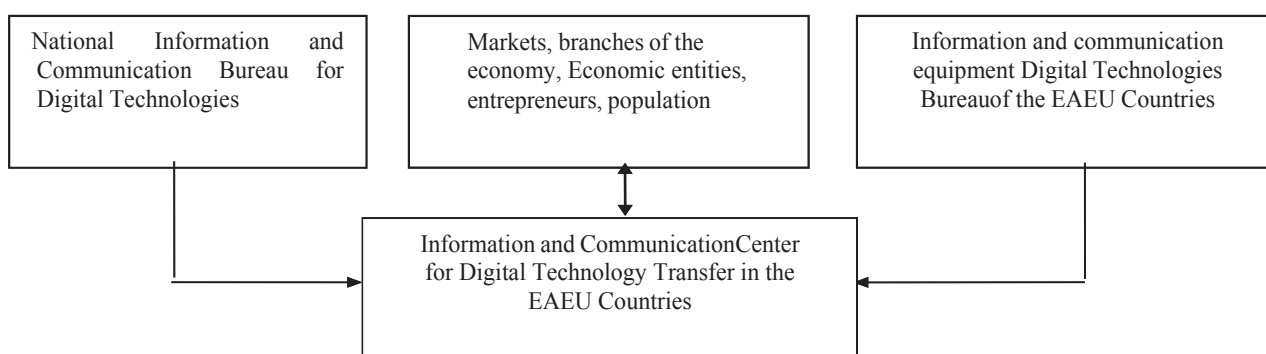 National Information and
Communication Bureau for
Digital Technologies
Markets, branches of the
economy, Economic entities,
entrepreneurs, population
Information and communication
equipment Digital Technologies
Bureauof the EAEU Countries
Information and CommunicationCenter
for Digital Technology Transfer in the
EAEU Countries